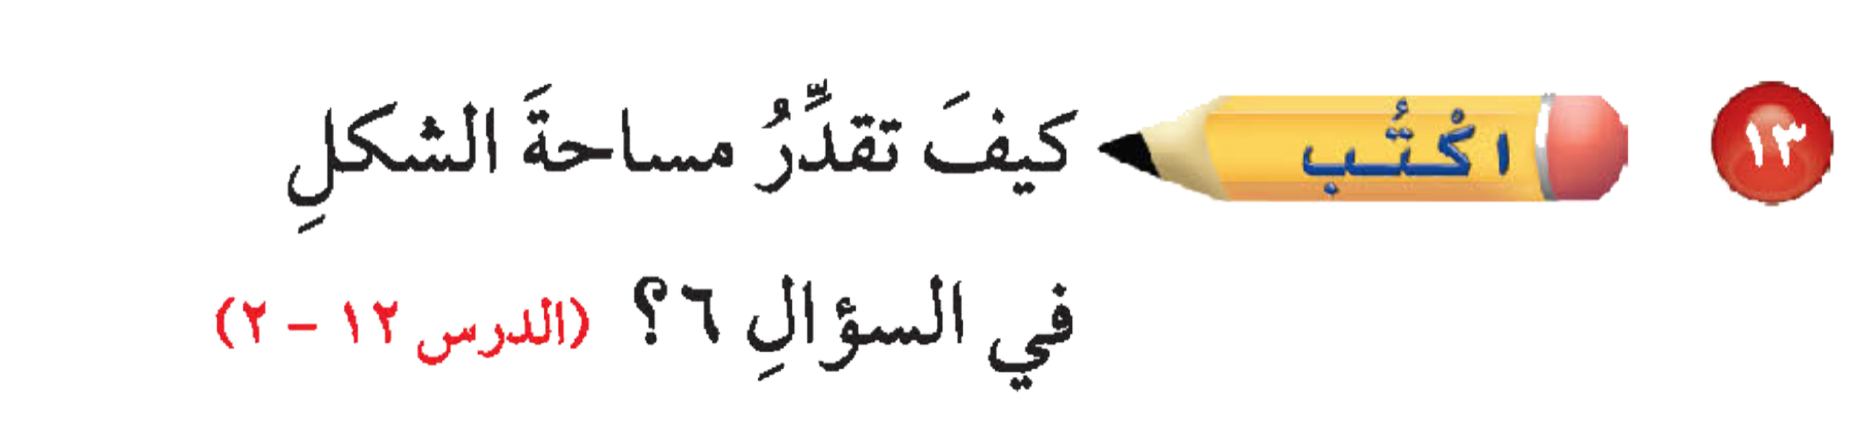 ١٣ اكْتُب كيفَ تقدِّرُ مساحةَ الشكلِ
في السؤالِ ٦؟ (الدرس ١٢ – ٢)